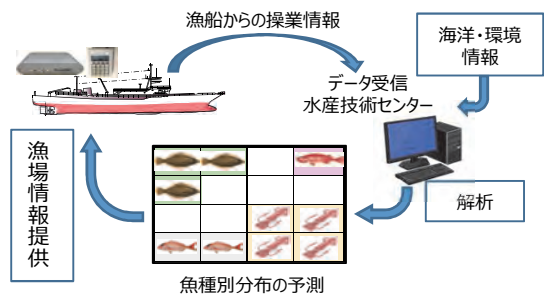 漁船からの操業情報
海洋・環境
情報
データ受信
水産技術センター
漁場情報提供
解析
魚種別分布の予測